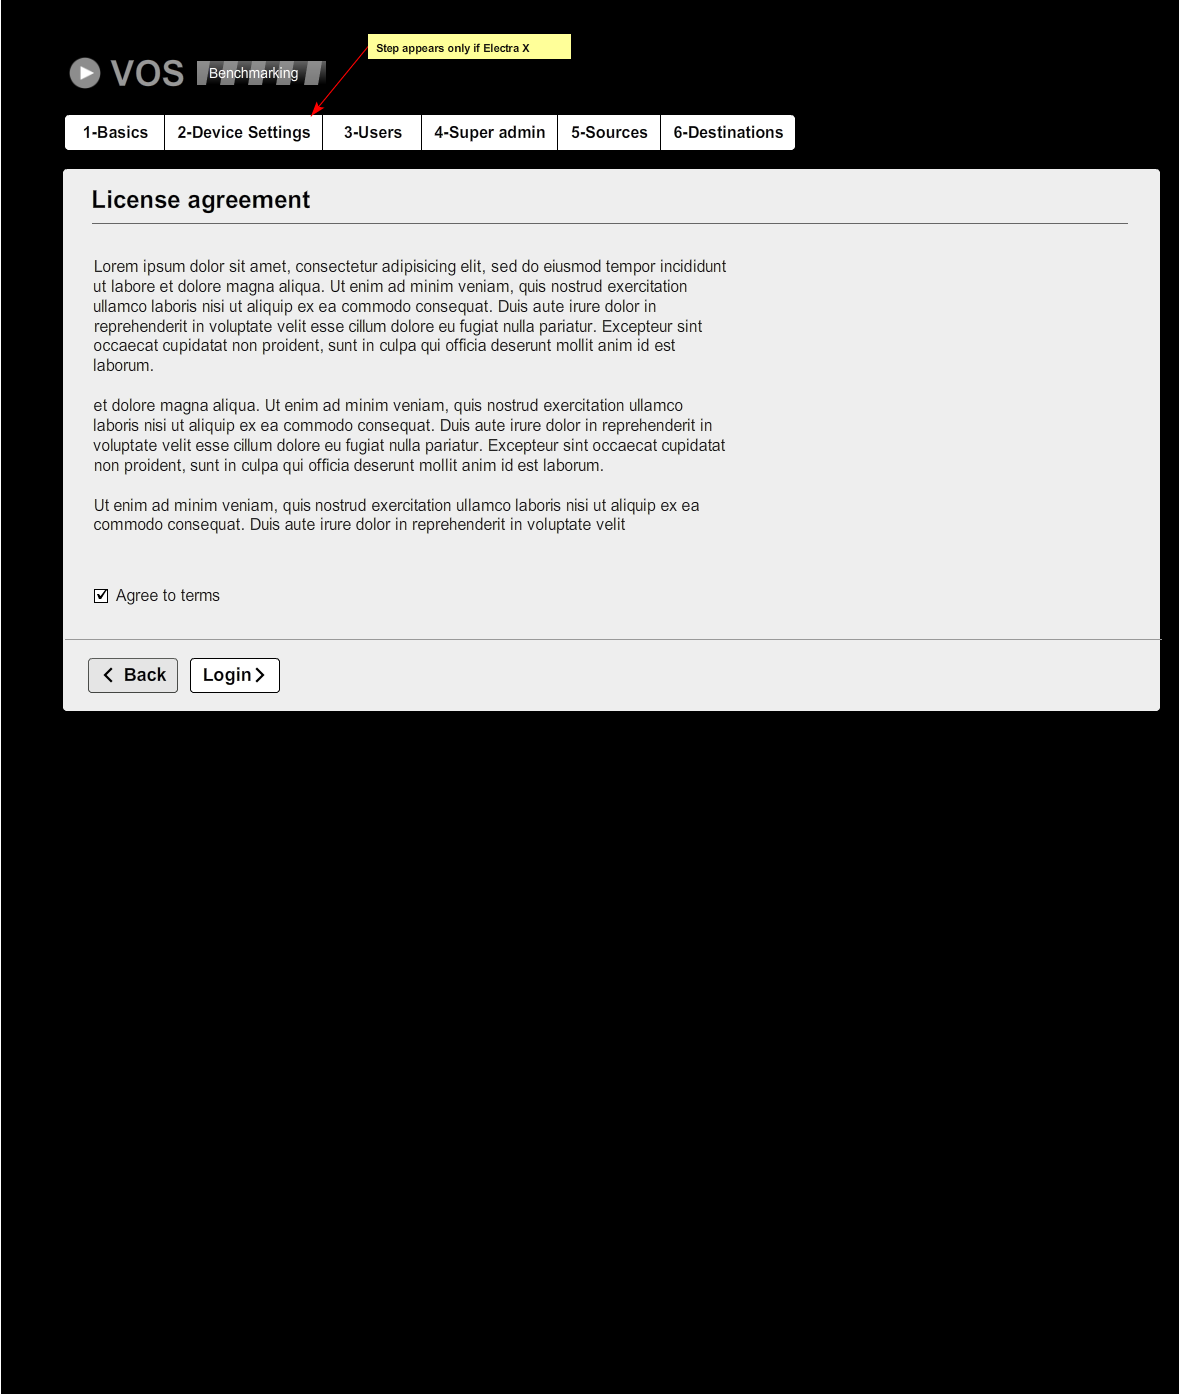 Step appears only if Electra X
VOS Benchmarking
1-Basics 2-Device Settings 3-Users 4-Super admin 5-Sources 6-Destinations
License agreement
Lorem ipsum dolor sit amet, consectetur adipisicing elit, sed do eiusmod tempor incididunt
ut labore et dolore magna aliqua. Ut enim ad minim veniam, quis nostrud exercitation
ullamco laboris nisi ut aliquip ex ea commodo consequat. Duis aute irure dolor in
reprehenderit in voluptate velit esse cillum dolore eu fugiat nulla pariatur. Excepteur sint
occaecat cupidatat non proident, sunt in culpa qui officia deserunt mollit anim id est
laborum.
et dolore magna aliqua. Ut enim ad minim veniam, quis nostrud exercitation ullamco
laboris nisi ut aliquip ex ea commodo consequat. Duis aute irure dolor in reprehenderit in
voluptate velit esse cillum dolore eu fugiat nulla pariatur. Excepteur sint occaecat cupidatat
non proident, sunt in culpa qui officia deserunt mollit anim id est laborum.
Ut enim ad minim veniam, quis nostrud exercitation ullamco laboris nisi ut aliquip ex ea
commodo consequat. Duis aute irure dolor in reprehenderit in voluptate velit
Agree to terms
Back Login